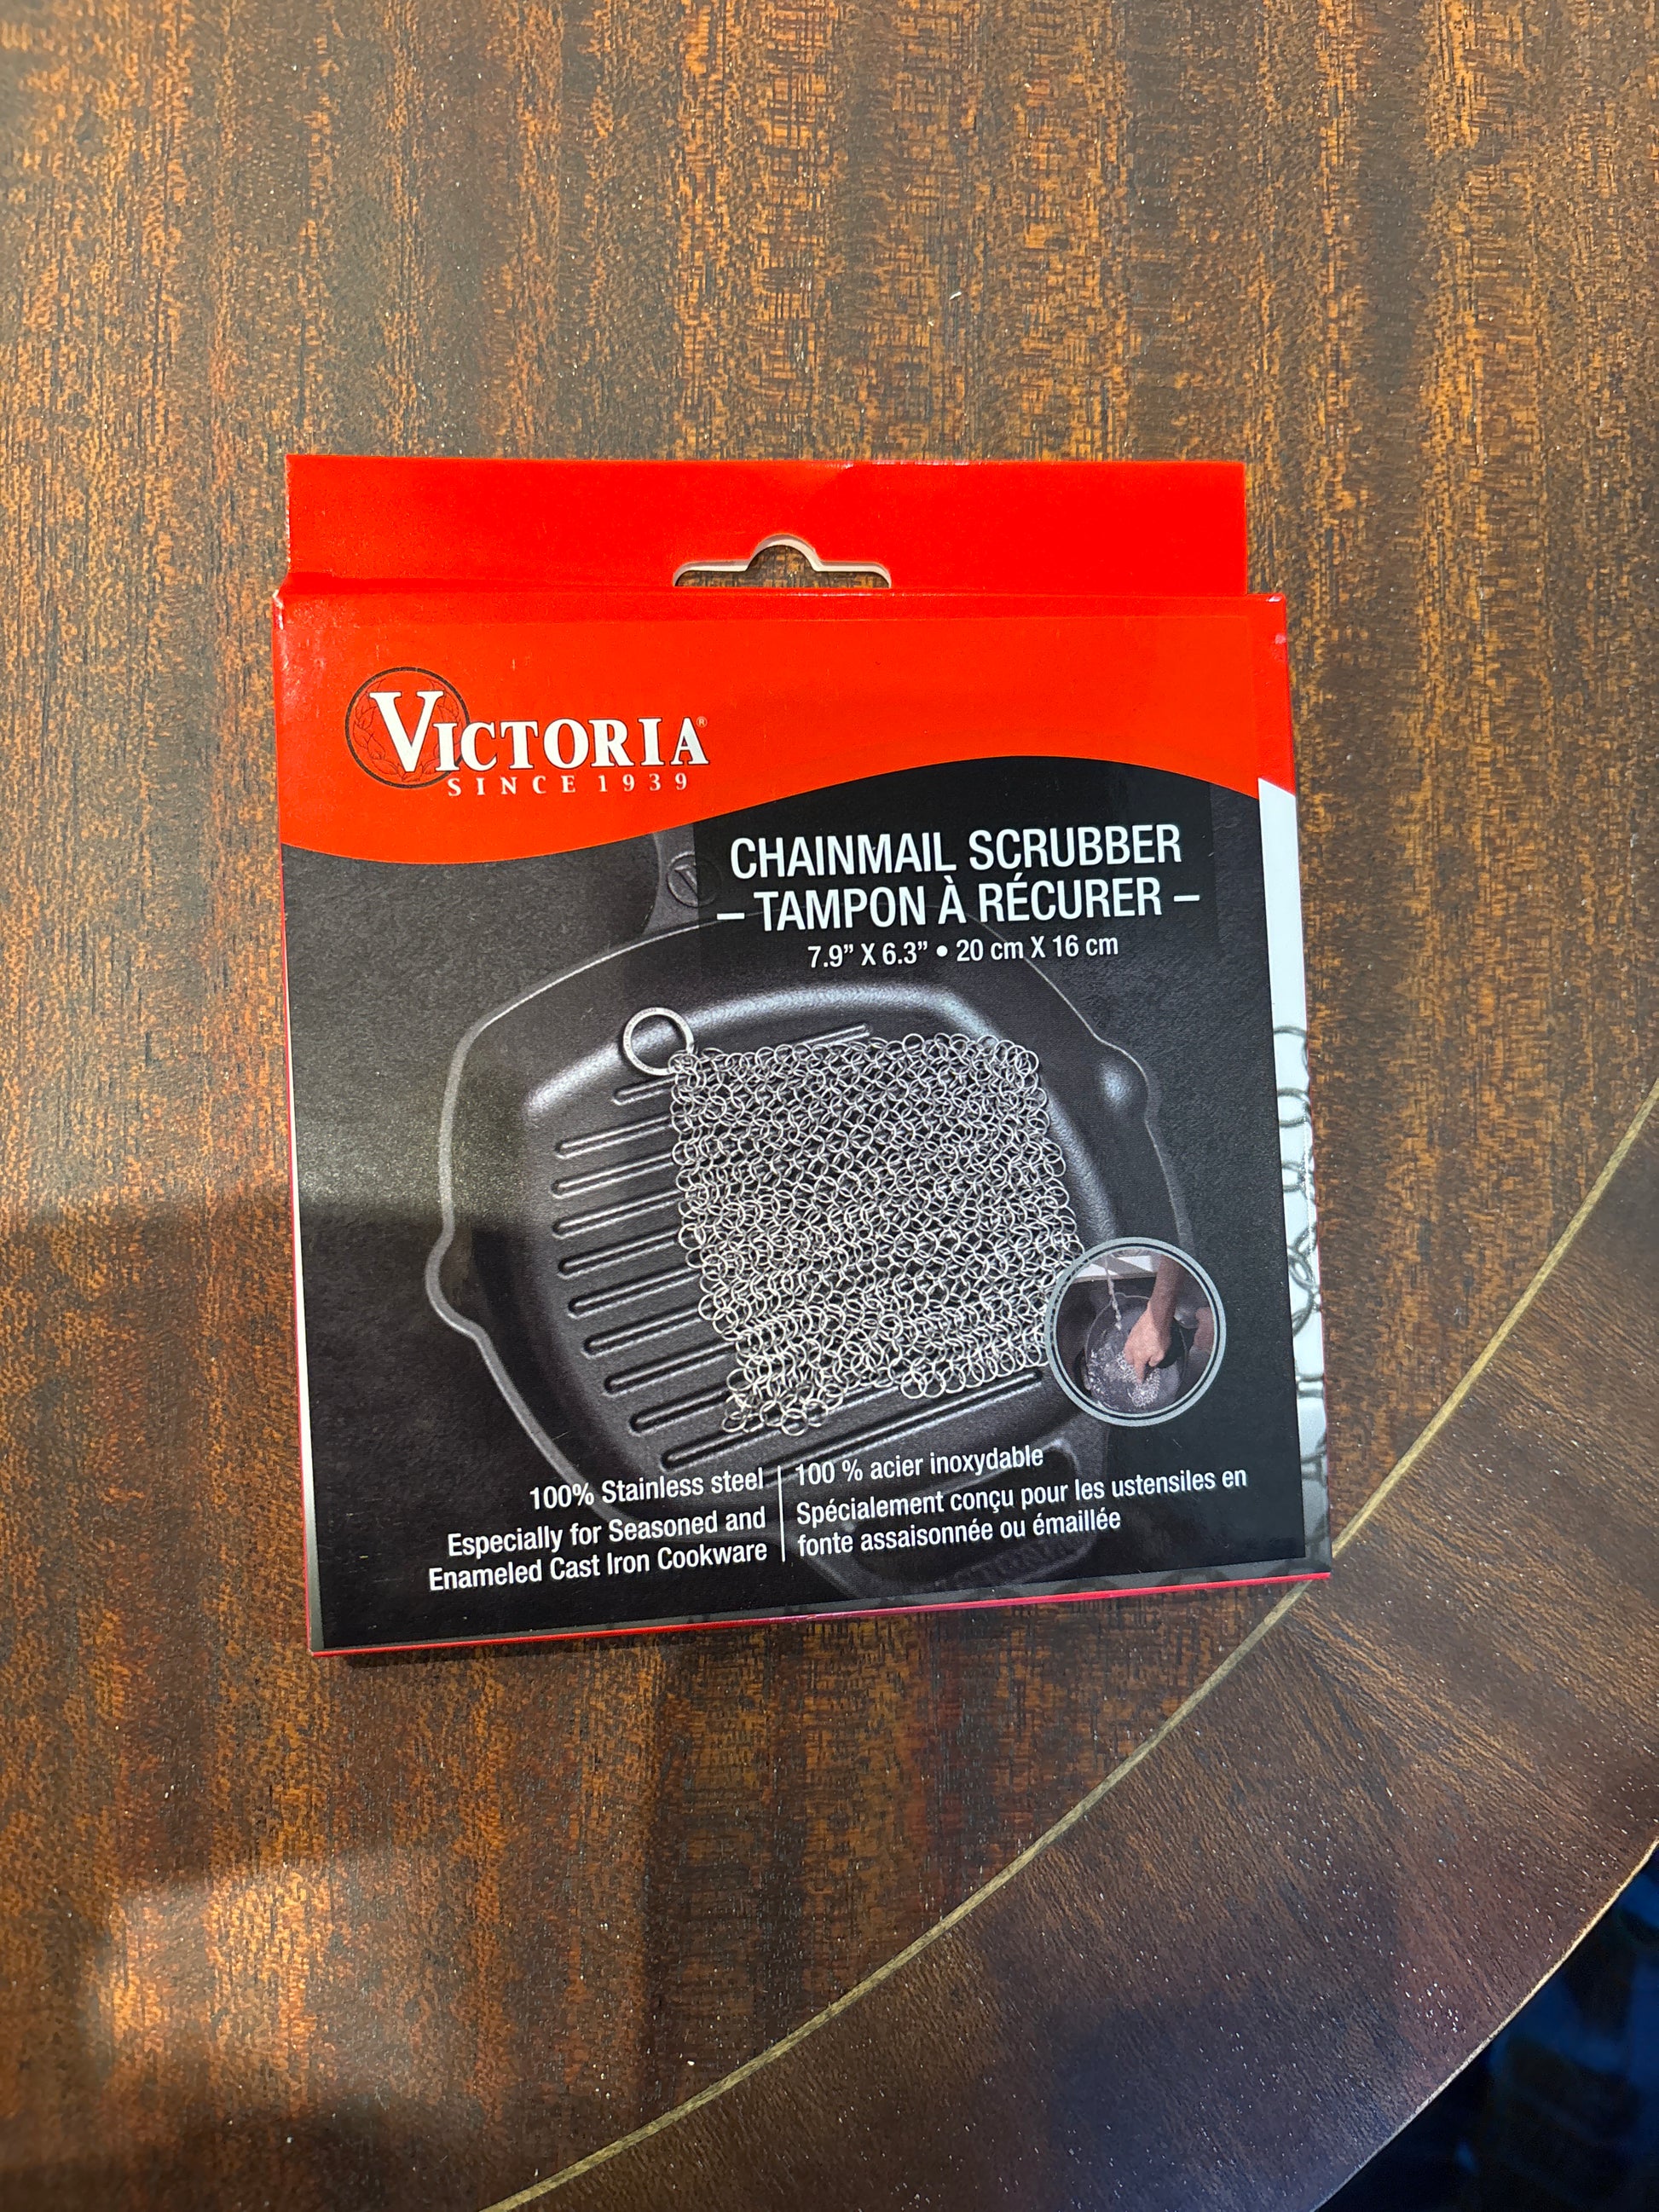 VICTORIA®
SINCE 1939
CHAINMAIL SCRUBBER
– TAMPON À RÉCURER –
7.9” X 6.3” • 20 cm X 16 cm
100% Stainless steel
Especially for Seasoned and
Enameled Cast Iron Cookware
100 % acier inoxydable
Spécialement conçu pour les ustensiles en
fonte assaisonnée ou émaillée